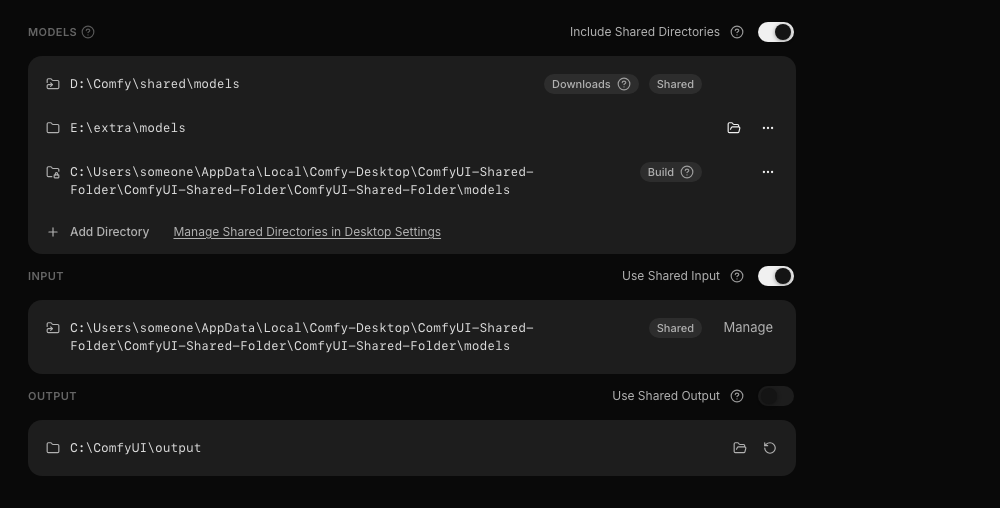 MODELS
Include Shared Directories
D:\Comfy\shared\models
Downloads
Shared
E:\extra\models
C:\Users\someone\AppData\Local\Comfy-Desktop\ComfyUI-Shared-
Folder\ComfyUI-Shared-Folder\ComfyUI-Shared-Folder\models
Build
+ Add Directory
Manage Shared Directories in Desktop Settings
INPUT
Use Shared Input
C:\Users\someone\AppData\Local\Comfy-Desktop\ComfyUI-Shared-
Folder\ComfyUI-Shared-Folder\ComfyUI-Shared-Folder\models
Shared
Manage
OUTPUT
Use Shared Output
C:\ComfyUI\output